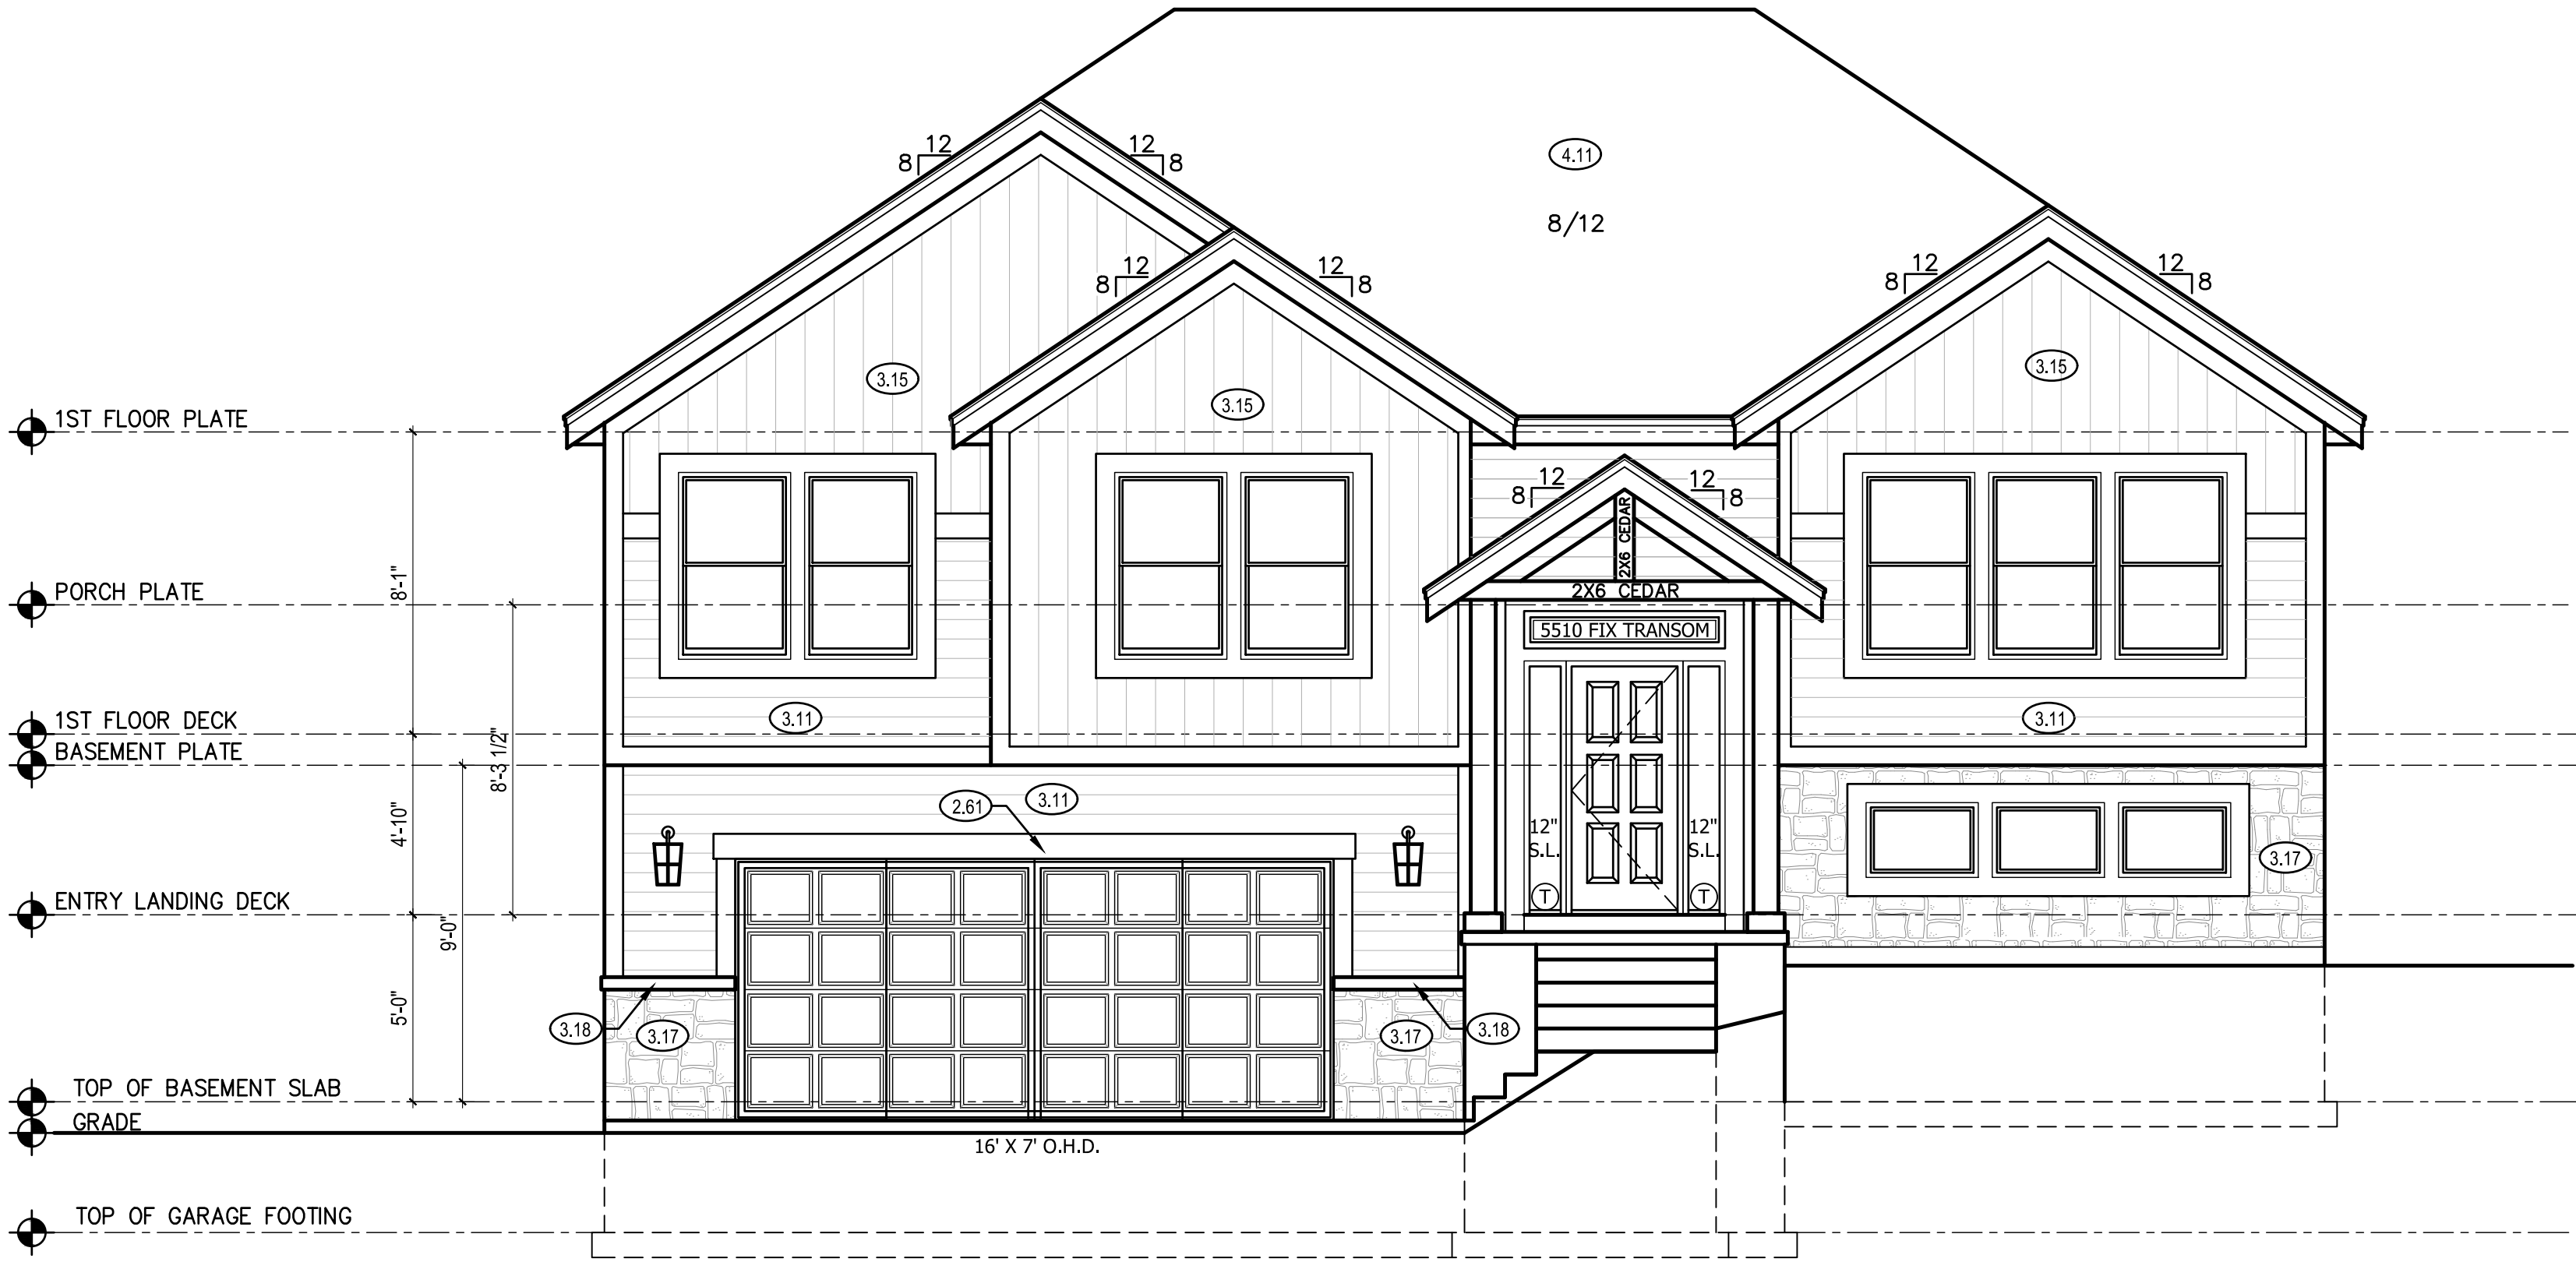 12
12
8
8
4.11
8/12
12
12
8
8
12
12
8
8
3.15
3.15
3.15
1ST FLOOR PLATE
12
12
8
8
2X6 CEDAR
PORCH PLATE
8'-1"
2X6 CEDAR
5510 FIX TRANSOM
1ST FLOOR DECK
3.11
3.11
BASEMENT PLATE
8'-3 1/2"
2.61
3.11
4'-10"
12"
S.L.
12"
S.L.
3.17
ENTRY LANDING DECK
T
T
9'-0"
5'-0"
3.18
3.17
3.17
3.18
TOP OF BASEMENT SLAB
GRADE
16' X 7' O.H.D.
TOP OF GARAGE FOOTING